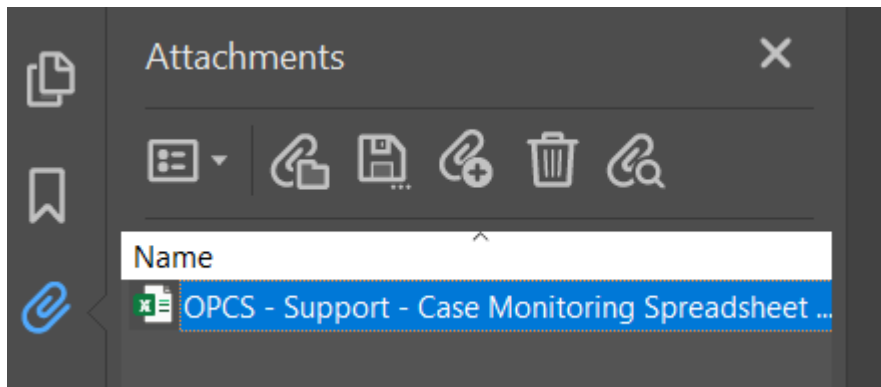 Attachments
Name
OPCS - Support - Case Monitoring Spreadsheet ...